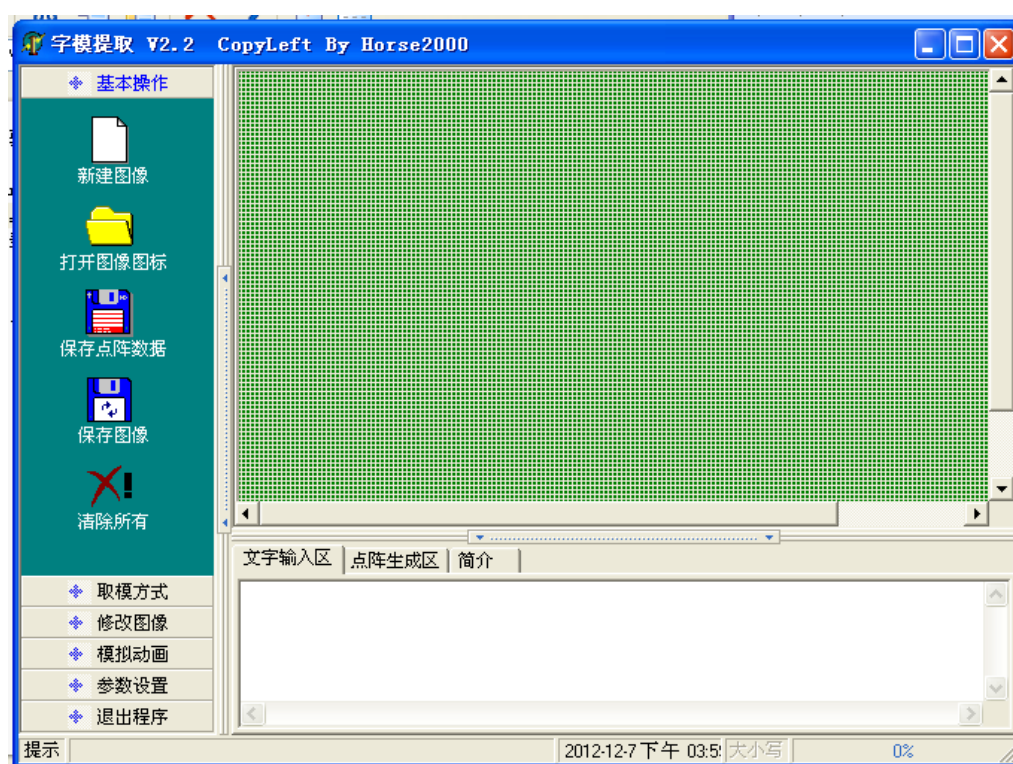 字模提取 V2.2 CopyLeft By Horse2000
基本操作
新建图像
打开图像图标
保存点阵数据
保存图像
清除所有
取模方式
修改图像
模拟动画
参数设置
退出程序
文字输入区 点阵生成区 简介
提示 2012-12-7 下午 03:5 大小写 0%